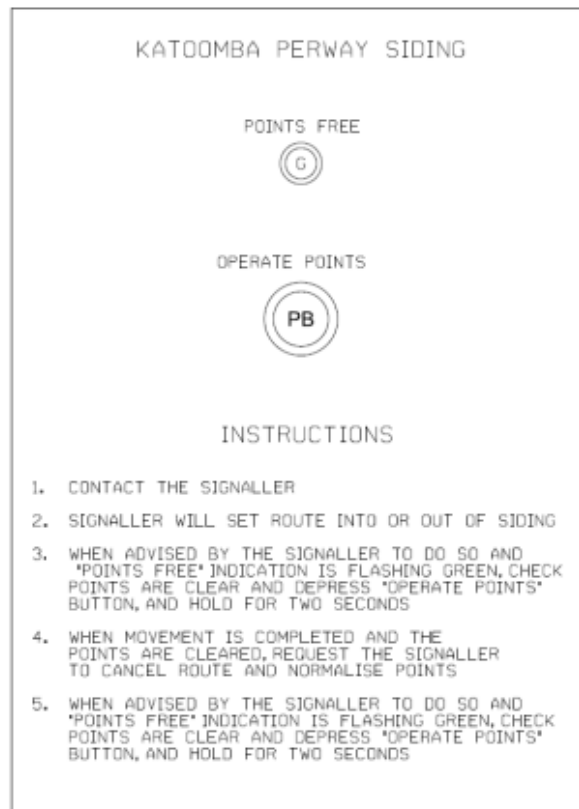 KATOOMBA PERWAY SIDING
POINTS FREE
G
OPERATE POINTS
PB
INSTRUCTIONS
1. CONTACT THE SIGNALLER
2. SIGNALLER WILL SET ROUTE INTO OR OUT OF SIDING
3. WHEN ADVISED BY THE SIGNALLER TO DO SO AND
"POINTS FREE" INDICATION IS FLASHING GREEN, CHECK
POINTS ARE CLEAR AND DEPRESS "OPERATE POINTS"
BUTTON, AND HOLD FOR TWO SECONDS
4. WHEN MOVEMENT IS COMPLETED AND THE
POINTS ARE CLEARED, REQUEST THE SIGNALLER
TO CANCEL ROUTE AND NORMALISE POINTS
5. WHEN ADVISED BY THE SIGNALLER TO DO SO AND
"POINTS FREE" INDICATION IS FLASHING GREEN, CHECK
POINTS ARE CLEAR AND DEPRESS "OPERATE POINTS"
BUTTON, AND HOLD FOR TWO SECONDS